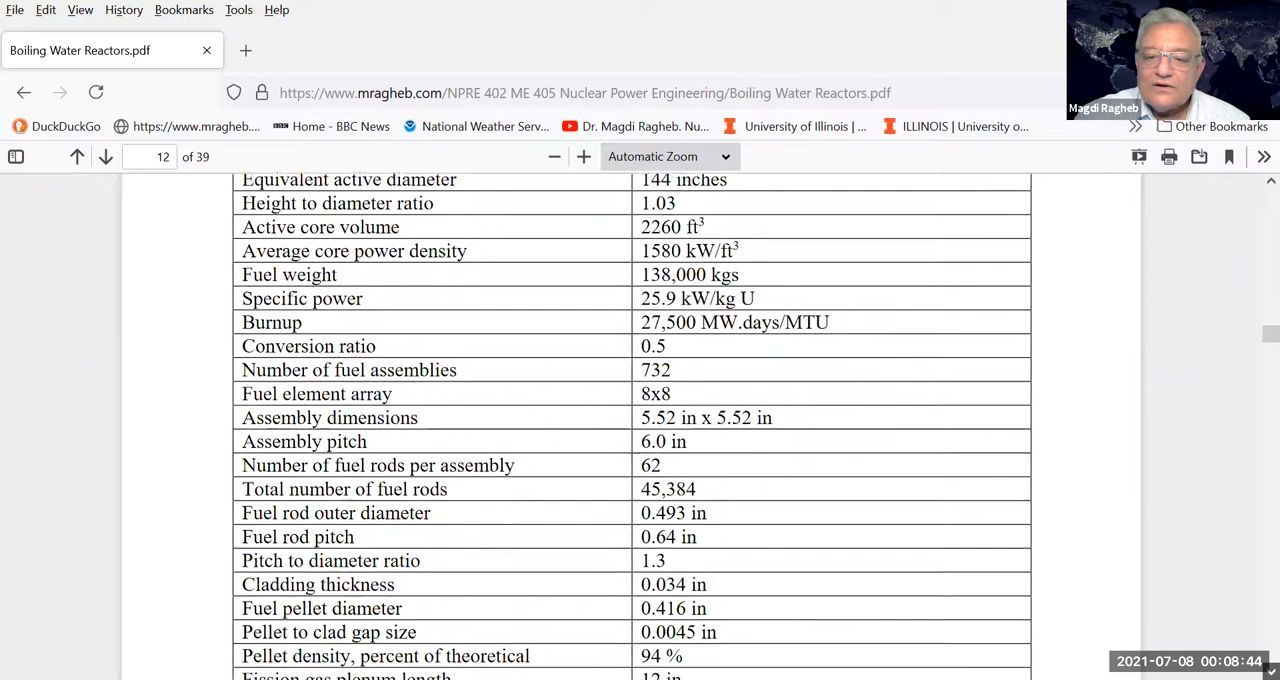 File Edit View History Bookmarks Tools Help
Boiling Water Reactors.pdf
https://www.mragheb.com/NPRE 402 ME 405 Nuclear Power Engineering/Boiling Water Reactors.pdf
Magdi Ragheb
DuckDuckGo https://www.mragheb.... Home - BBC News National Weather Serv... Dr. Magdi Ragheb. Nu... University of Illinois | ... ILLINOIS | University o... Other Bookmarks
12 of 39 Automatic Zoom
Equivalent active diameter 144 inches
Height to diameter ratio 1.03
Active core volume 2260 ft³
Average core power density 1580 kW/ft³
Fuel weight 138,000 kgs
Specific power 25.9 kW/kg U
Burnup 27,500 MW.days/MTU
Conversion ratio 0.5
Number of fuel assemblies 732
Fuel element array 8x8
Assembly dimensions 5.52 in x 5.52 in
Assembly pitch 6.0 in
Number of fuel rods per assembly 62
Total number of fuel rods 45,384
Fuel rod outer diameter 0.493 in
Fuel rod pitch 0.64 in
Pitch to diameter ratio 1.3
Cladding thickness 0.034 in
Fuel pellet diameter 0.416 in
Pellet to clad gap size 0.0045 in
Pellet density, percent of theoretical 94 %
Fission gas plenum length 12 in
2021-07-08 00:08:44